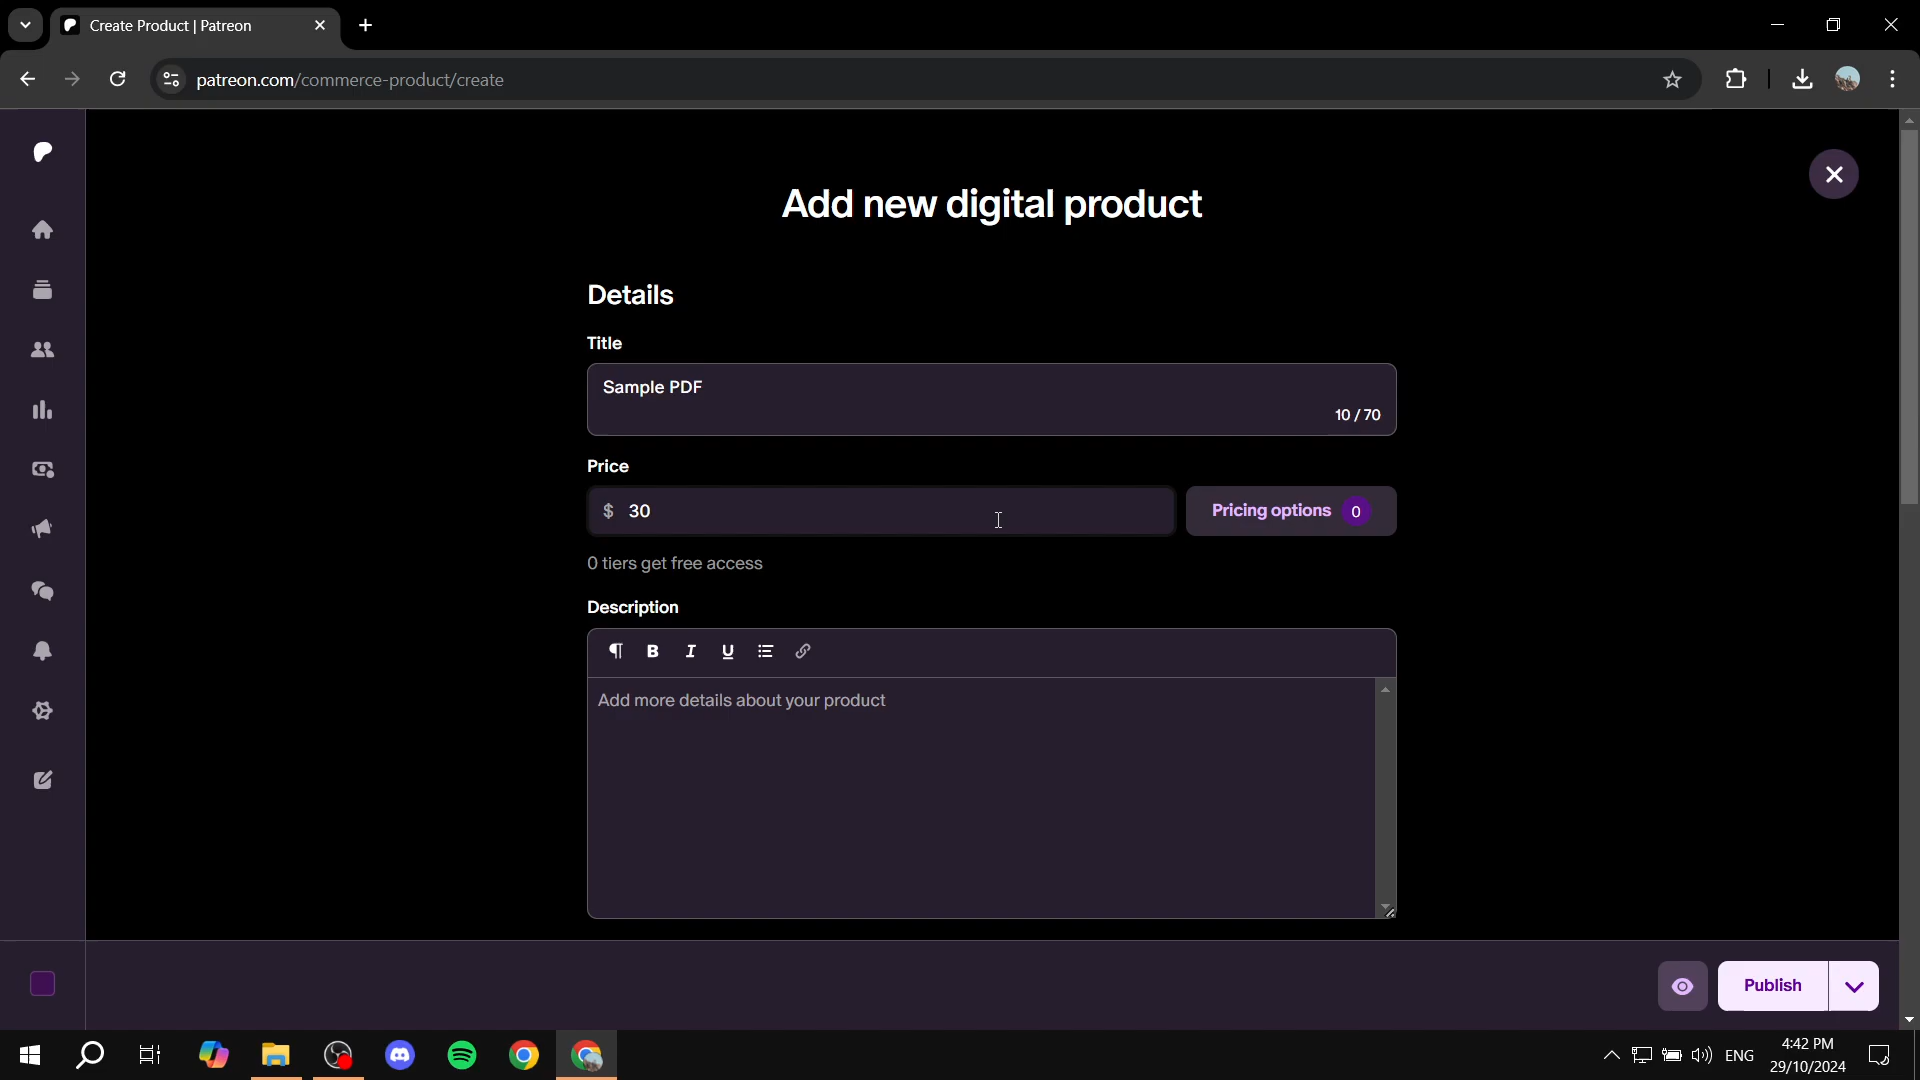 Create Product | Patreon
patreon.com/commerce-product/create
Add new digital product
Details
Title
Sample PDF
10 / 70
Price
$ 30
Pricing options 0
0 tiers get free access
Description
B I U
Add more details about your product
Publish
ENG
4:42 PM
29/10/2024